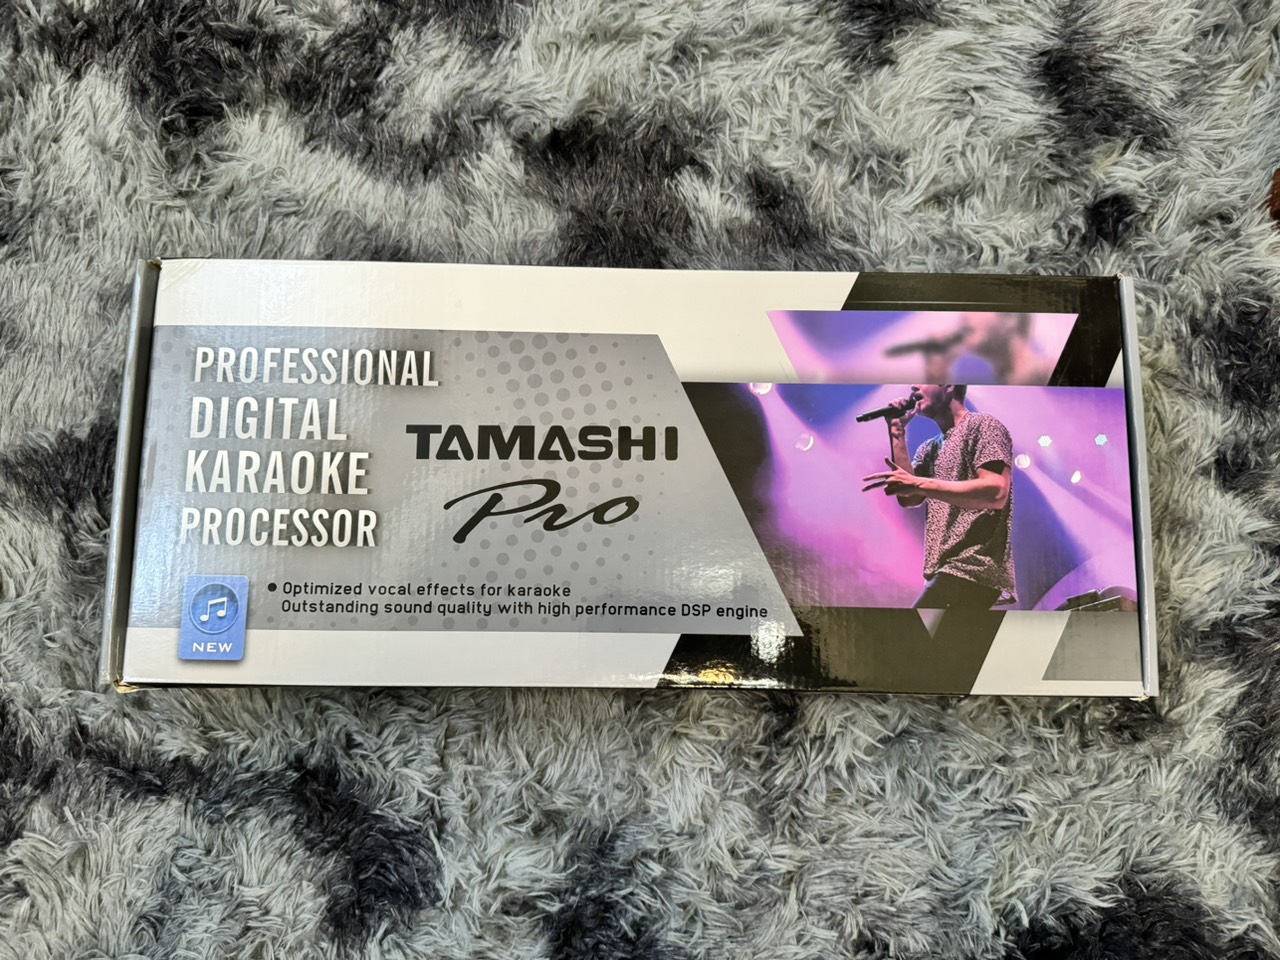 PROFESSIONAL
DIGITAL
KARAOKE
PROCESSOR
TAMASHI
Pro
• Optimized vocal effects for karaoke
Outstanding sound quality with high performance DSP engine
NEW